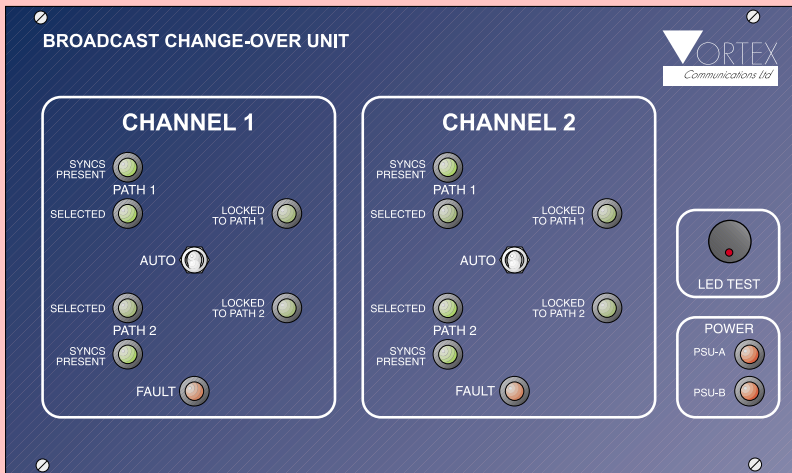 BROADCAST CHANGE-OVER UNIT
VORTEX
Communications Ltd
CHANNEL 1
SYNCS
PRESENT
PATH 1
SELECTED
LOCKED
TO PATH 1
AUTO
SELECTED
LOCKED
TO PATH 2
PATH 2
SYNCS
PRESENT
FAULT
CHANNEL 2
SYNCS
PRESENT
PATH 1
SELECTED
LOCKED
TO PATH 1
AUTO
SELECTED
LOCKED
TO PATH 2
PATH 2
SYNCS
PRESENT
FAULT
LED TEST
POWER
PSU-A
PSU-B